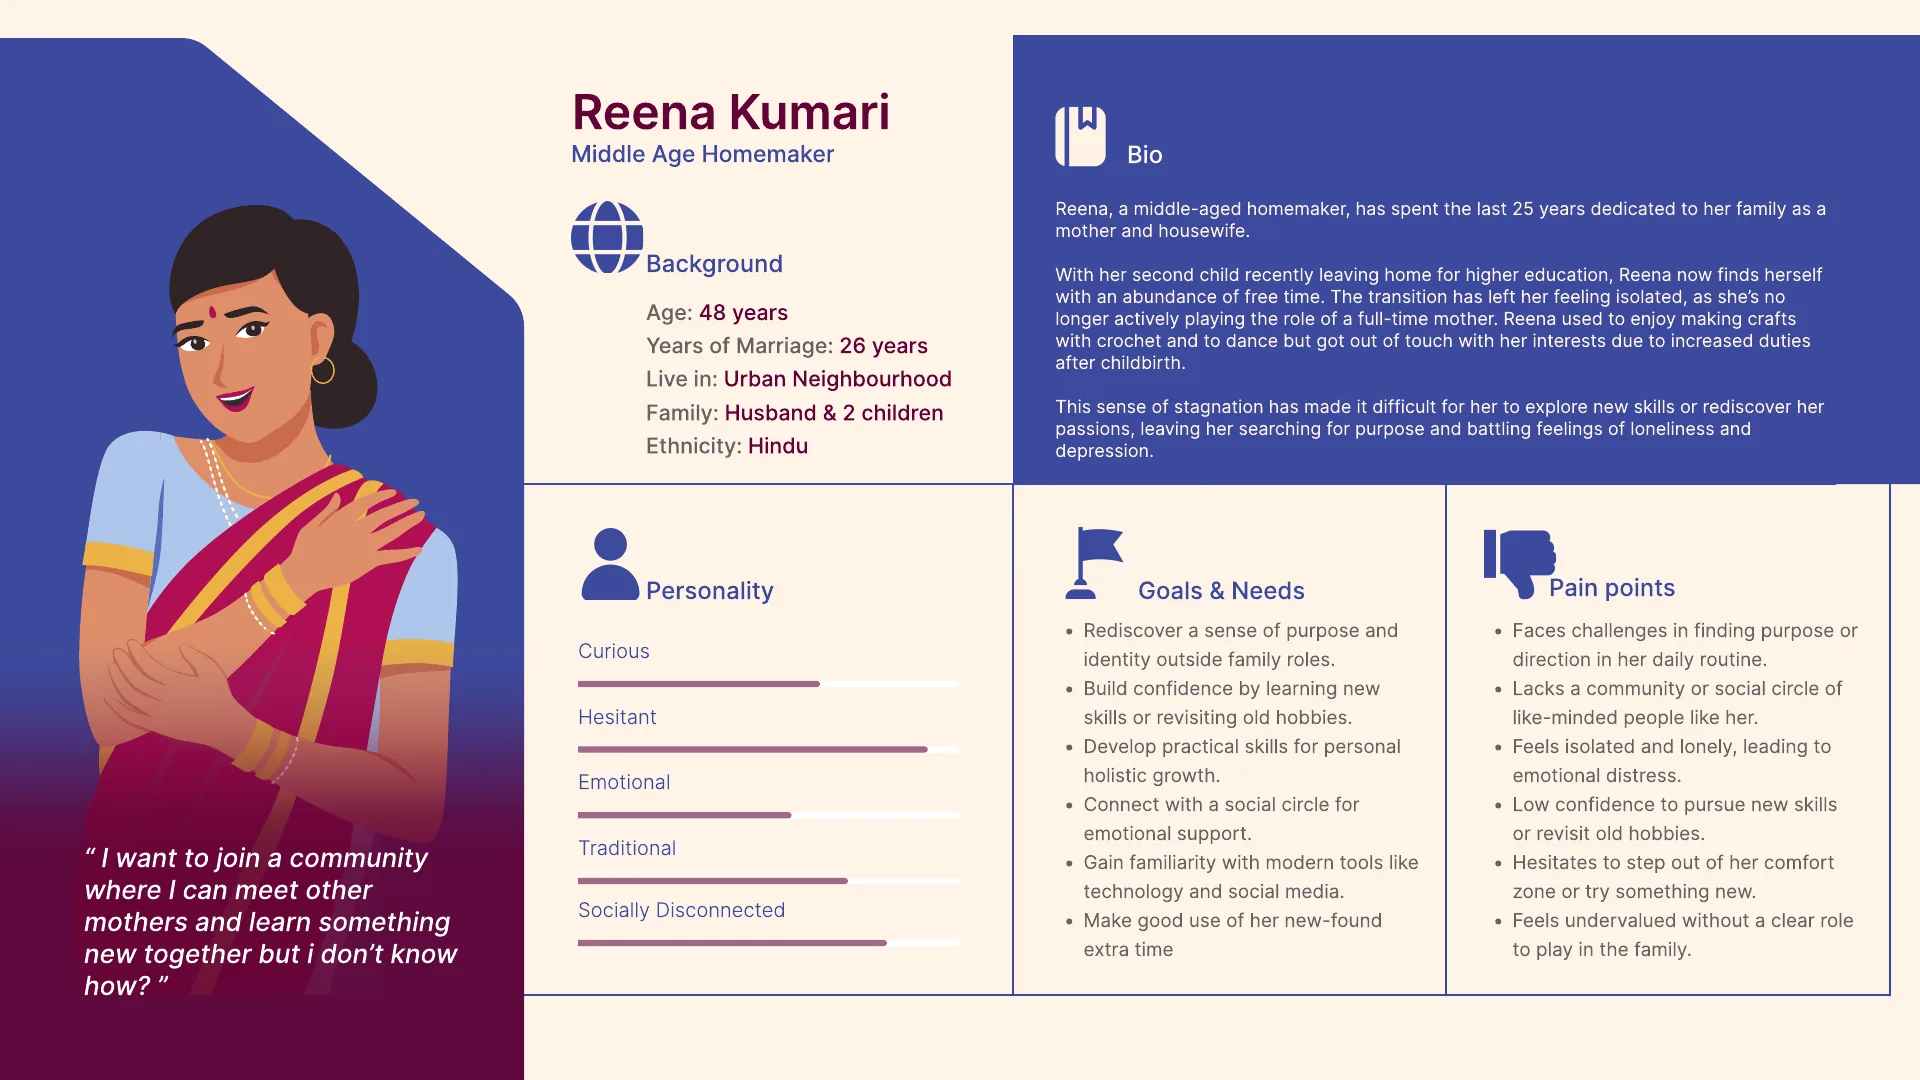 Reena Kumari
Middle Age Homemaker
Background
Age: 48 years
Years of Marriage: 26 years
Live in: Urban Neighbourhood
Family: Husband & 2 children
Ethnicity: Hindu
Bio
Reena, a middle-aged homemaker, has spent the last 25 years dedicated to her family as a
mother and housewife.
With her second child recently leaving home for higher education, Reena now finds herself
with an abundance of free time. The transition has left her feeling isolated, as she’s no
longer actively playing the role of a full-time mother. Reena used to enjoy making crafts
with crochet and to dance but got out of touch with her interests due to increased duties
after childbirth.
This sense of stagnation has made it difficult for her to explore new skills or rediscover her
passions, leaving her searching for purpose and battling feelings of loneliness and
depression.
“ I want to join a community
where I can meet other
mothers and learn something
new together but i don’t know
how? ”
Personality
Curious
Hesitant
Emotional
Traditional
Socially Disconnected
Goals & Needs
• Rediscover a sense of purpose and
identity outside family roles.
• Build confidence by learning new
skills or revisiting old hobbies.
• Develop practical skills for personal
holistic growth.
• Connect with a social circle for
emotional support.
• Gain familiarity with modern tools like
technology and social media.
• Make good use of her new-found
extra time
Pain points
• Faces challenges in finding purpose or
direction in her daily routine.
• Lacks a community or social circle of
like-minded people like her.
• Feels isolated and lonely, leading to
emotional distress.
• Low confidence to pursue new skills
or revisit old hobbies.
• Hesitates to step out of her comfort
zone or try something new.
• Feels undervalued without a clear role
to play in the family.